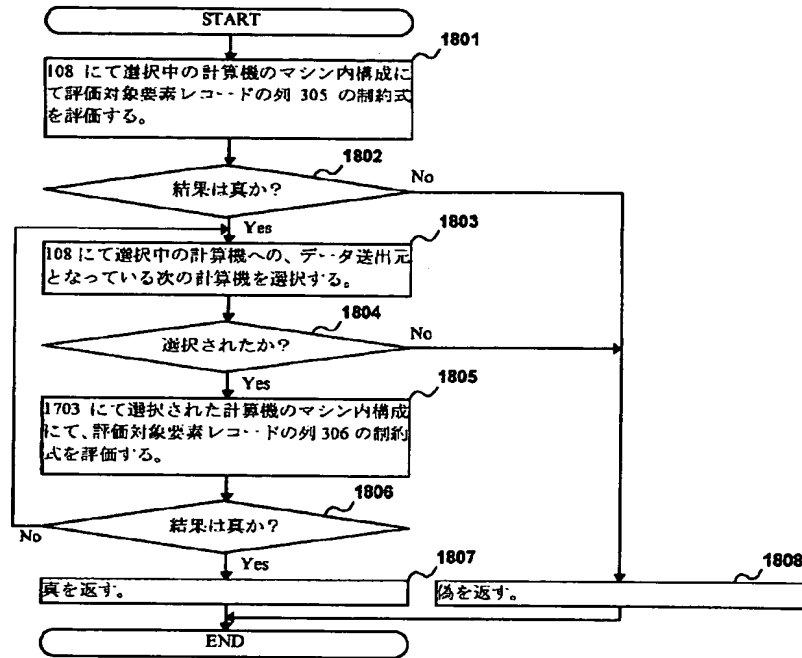 START
1801
108 にて選択中の計算機のマシン内構成に
て評価対象要素レコードの列 305 の制約式
を評価する。
1802
結果は真か?
No
Yes
1803
108 にて選択中の計算機への、データ送出元
となっている次の計算機を選択する。
1804
選択されたか?
No
Yes
1805
1703 にて選択された計算機のマシン内構成
にて、評価対象要素レコードの列 306 の制約
式を評価する。
1806
結果は真か?
No
Yes
1807
真を返す。
1808
偽を返す。
END